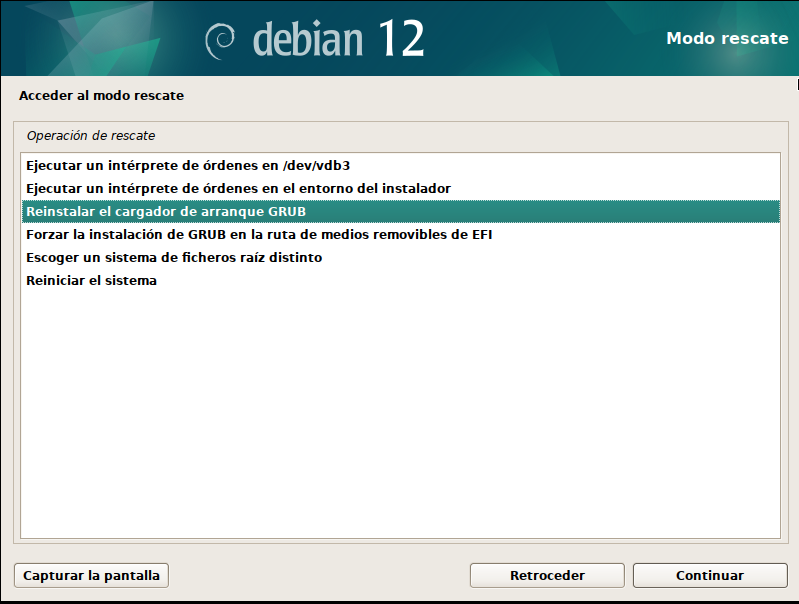 debian 12
Modo rescate
Acceder al modo rescate
Operación de rescate
Ejecutar un intérprete de órdenes en /dev/vdb3
Ejecutar un intérprete de órdenes en el entorno del instalador
Reinstalar el cargador de arranque GRUB
Forzar la instalación de GRUB en la ruta de medios removibles de EFI
Escoger un sistema de ficheros raíz distinto
Reiniciar el sistema
Capturar la pantalla
Retroceder
Continuar